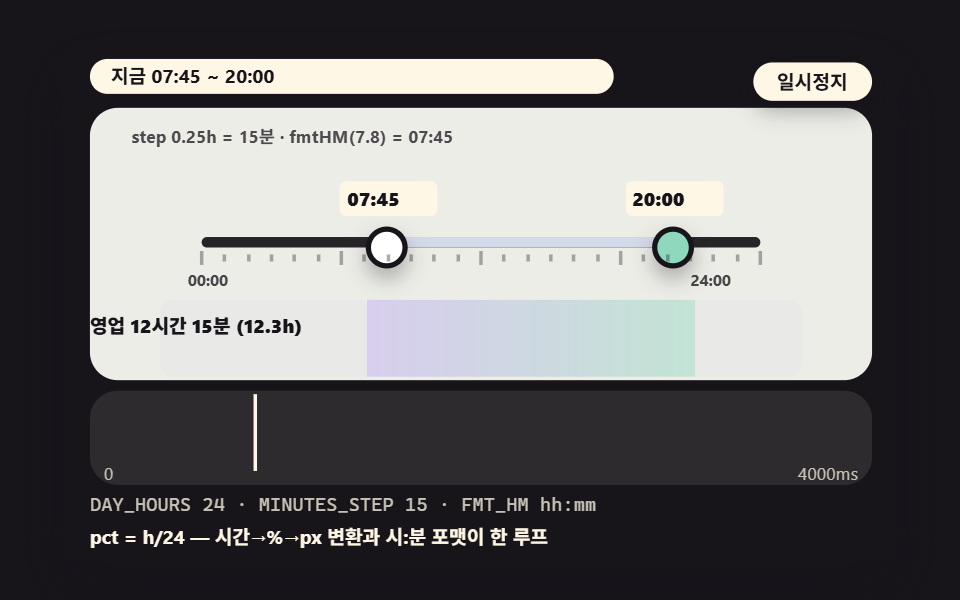 지금 07:45 ~ 20:00
일시정지
step 0.25h = 15분 · fmtHM(7.8) = 07:45
07:45
20:00
00:00
24:00
영업 12시간 15분 (12.3h)
0
4000ms
DAY_HOURS 24 · MINUTES_STEP 15 · FMT_HM hh:mm
pct = h/24 — 시간→%→px 변환과 시:분 포맷이 한 루프